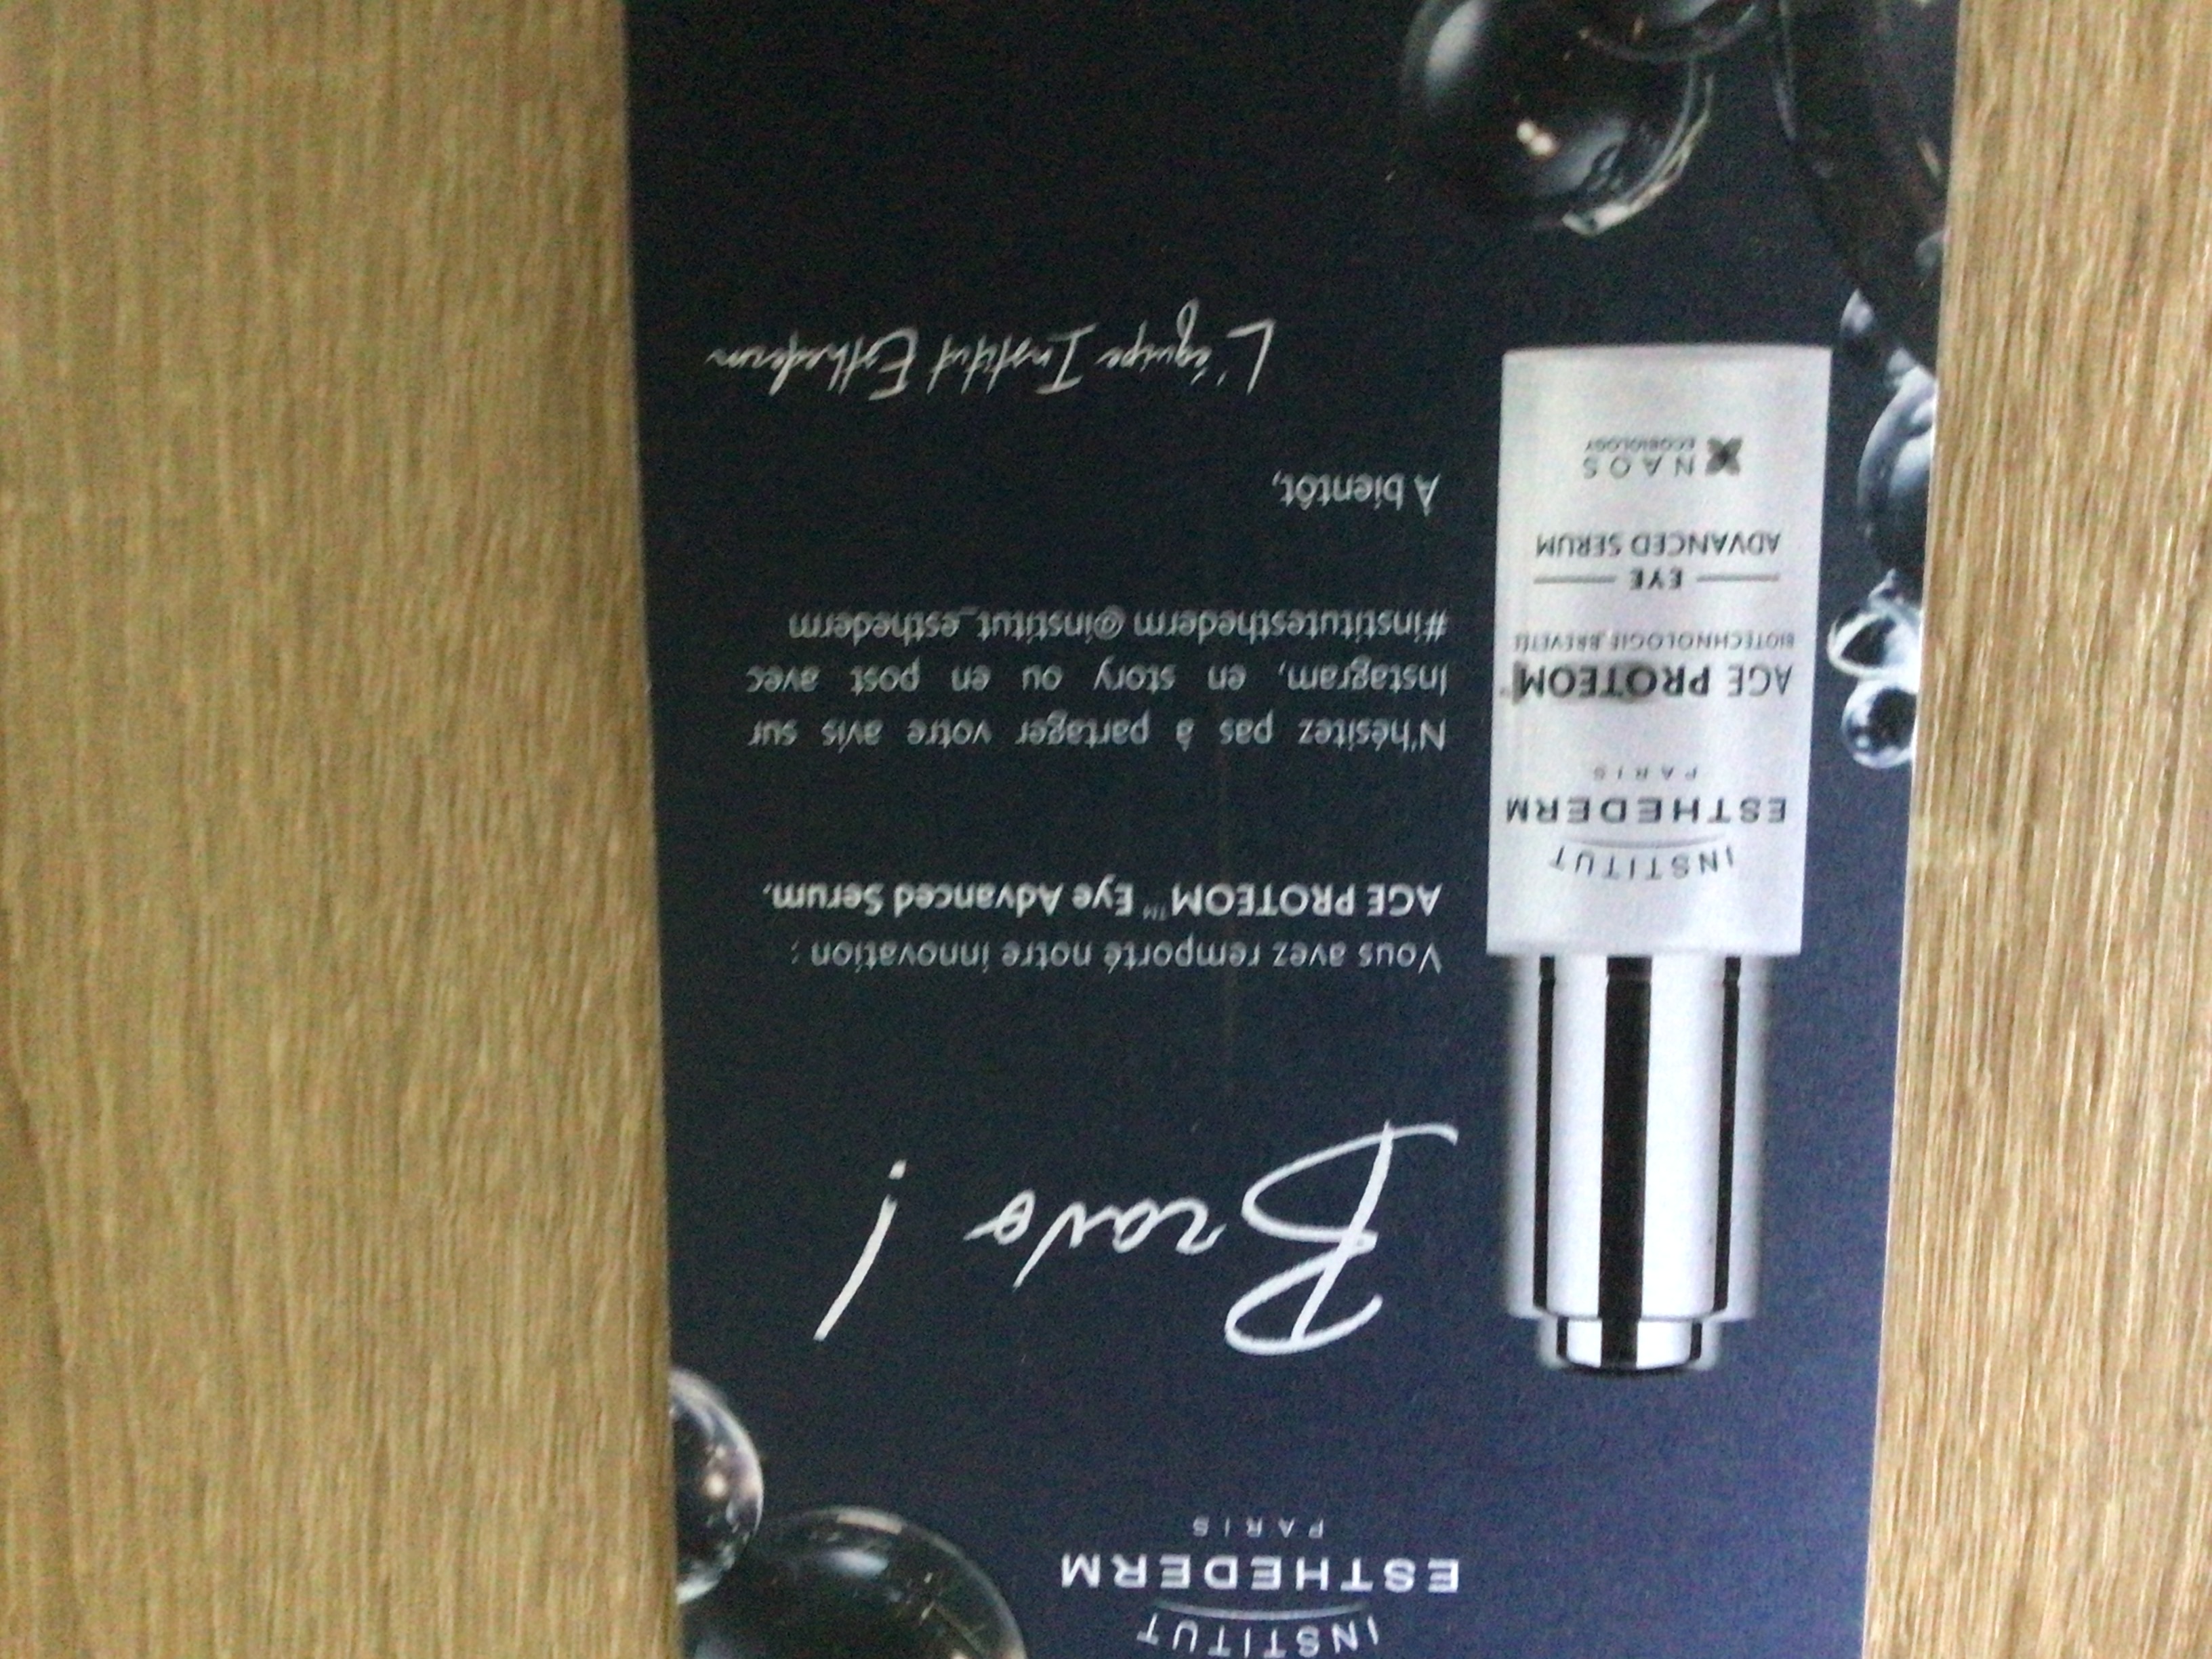 INSTITUT
ESTHEDERM
PARIS
Bravo !
Vous avez remporté notre innovation :
AGE PROTEOM™ Eye Advanced Serum.
N'hésitez pas à partager votre avis sur
Instagram, en story ou en post avec
#institutesthederm @institut_esthederm
À bientôt,
L'équipe Institut Esthederm
INSTITUT
ESTHEDERM
PARIS
AGE PROTEOM™
BIOTECHNOLOGIE BREVETÉE
EYE
ADVANCED SERUM
NAOS
ECOBIOLOGY